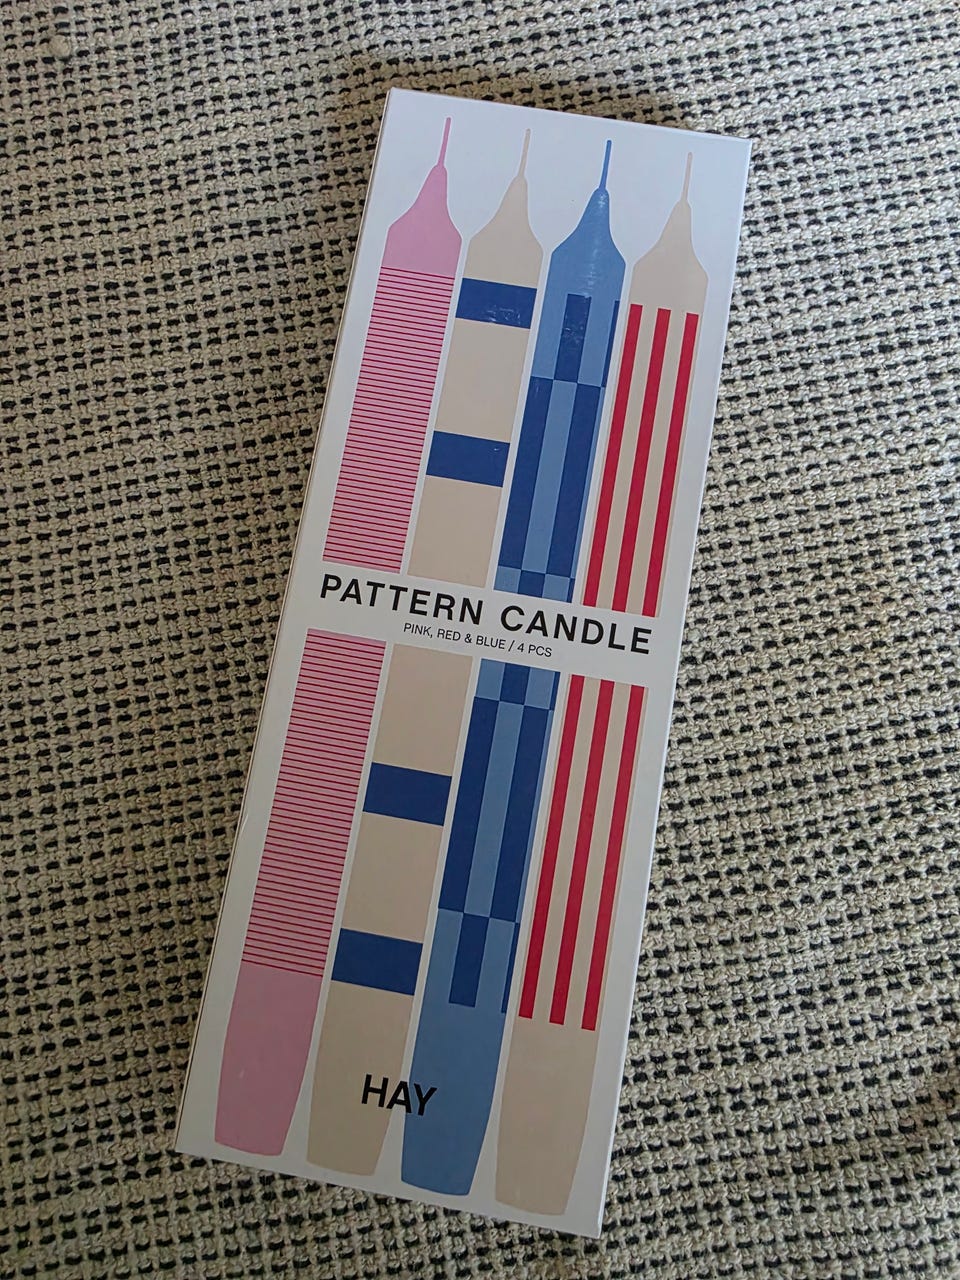 PATTERN CANDLE
PINK, RED & BLUE / 4 PCS
HAY